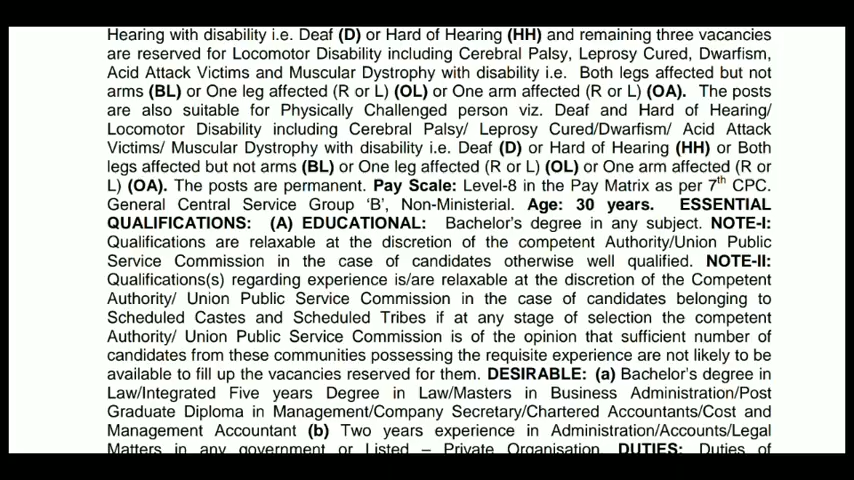 Hearing with disability i.e. Deaf (D) or Hard of Hearing (HH) and remaining three vacancies
are reserved for Locomotor Disability including Cerebral Palsy, Leprosy Cured, Dwarfism,
Acid Attack Victims and Muscular Dystrophy with disability i.e. Both legs affected but not
arms (BL) or One leg affected (R or L) (OL) or One arm affected (R or L) (OA). The posts
are also suitable for Physically Challenged person viz. Deaf and Hard of Hearing/
Locomotor Disability including Cerebral Palsy/ Leprosy Cured/Dwarfism/ Acid Attack
Victims/ Muscular Dystrophy with disability i.e. Deaf (D) or Hard of Hearing (HH) or Both
legs affected but not arms (BL) or One leg affected (R or L) (OL) or One arm affected (R or
L) (OA). The posts are permanent. Pay Scale: Level-8 in the Pay Matrix as per 7th CPC.
General Central Service Group 'B', Non-Ministerial. Age: 30 years. ESSENTIAL
QUALIFICATIONS: (A) EDUCATIONAL: Bachelor's degree in any subject. NOTE-I:
Qualifications are relaxable at the discretion of the competent Authority/Union Public
Service Commission in the case of candidates otherwise well qualified. NOTE-II:
Qualifications(s) regarding experience is/are relaxable at the discretion of the Competent
Authority/ Union Public Service Commission in the case of candidates belonging to
Scheduled Castes and Scheduled Tribes if at any stage of selection the competent
Authority/ Union Public Service Commission is of the opinion that sufficient number of
candidates from these communities possessing the requisite experience are not likely to be
available to fill up the vacancies reserved for them. DESIRABLE: (a) Bachelor's degree in
Law/Integrated Five years Degree in Law/Masters in Business Administration/Post
Graduate Diploma in Management/Company Secretary/Chartered Accountants/Cost and
Management Accountant (b) Two years experience in Administration/Accounts/Legal
Matters in any government or Listed – Private Organisation. DUTIES: Duties of